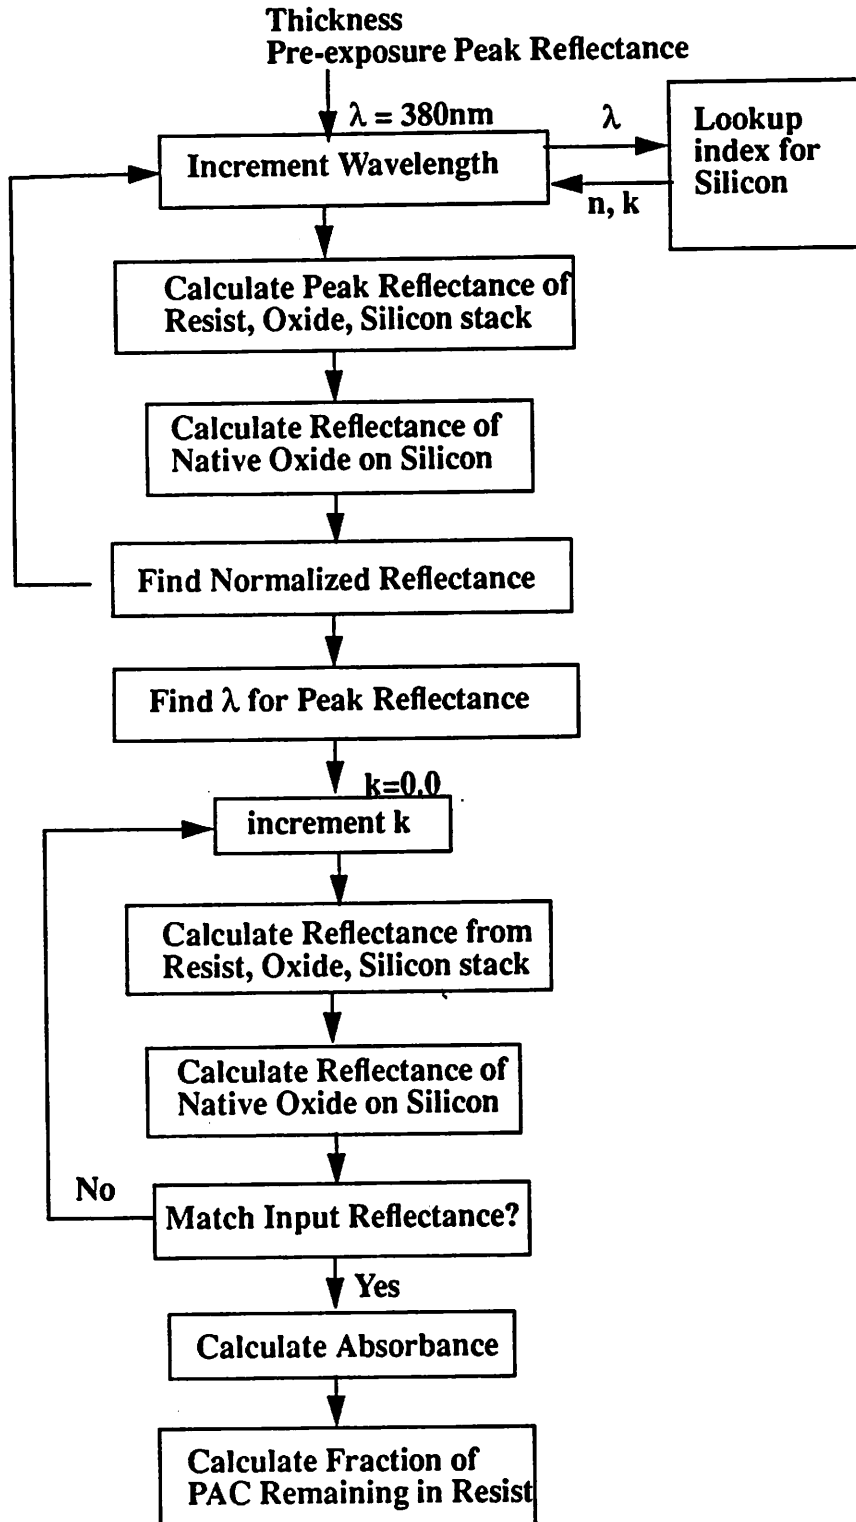 Thickness
Pre-exposure Peak Reflectance
λ = 380nm
Increment Wavelength
λ
n, k
Lookup
index for
Silicon
Calculate Peak Reflectance of
Resist, Oxide, Silicon stack
Calculate Reflectance of
Native Oxide on Silicon
Find Normalized Reflectance
Find λ for Peak Reflectance
k=0.0
increment k
Calculate Reflectance from
Resist, Oxide, Silicon stack
Calculate Reflectance of
Native Oxide on Silicon
No
Match Input Reflectance?
Yes
Calculate Absorbance
Calculate Fraction of
PAC Remaining in Resist